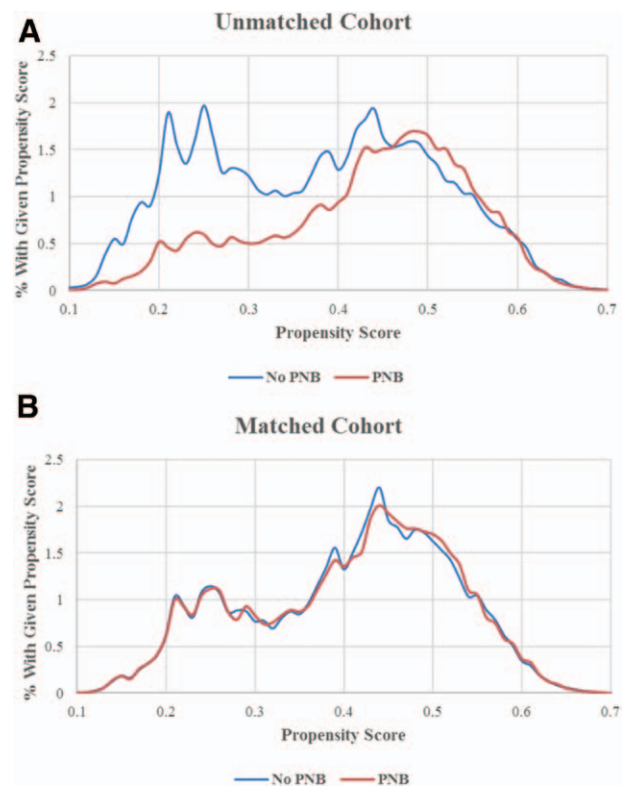 A
Unmatched Cohort
% With Given Propensity Score
2.5
2
1.5
1
0.5
0
0.1 0.2 0.3 0.4 0.5 0.6 0.7
Propensity Score
No PNB PNB
B
Matched Cohort
% With Given Propensity Score
2.5
2
1.5
1
0.5
0
0.1 0.2 0.3 0.4 0.5 0.6 0.7
Propensity Score
No PNB PNB